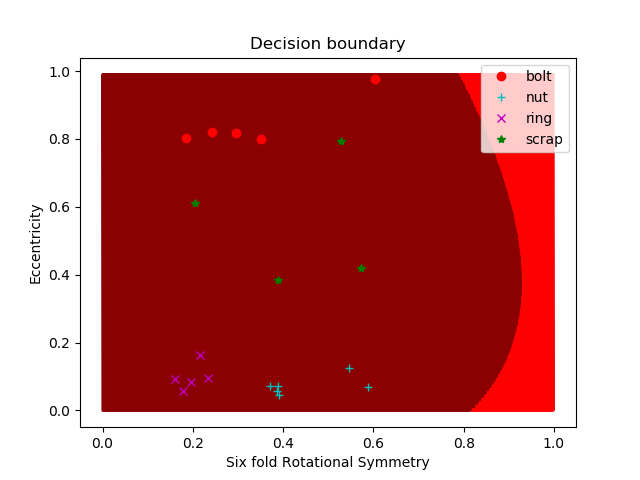 Decision boundary
bolt
nut
ring
scrap
1.0
0.8
0.6
0.4
0.2
0.0
Eccentricity
0.0 0.2 0.4 0.6 0.8 1.0
Six fold Rotational Symmetry